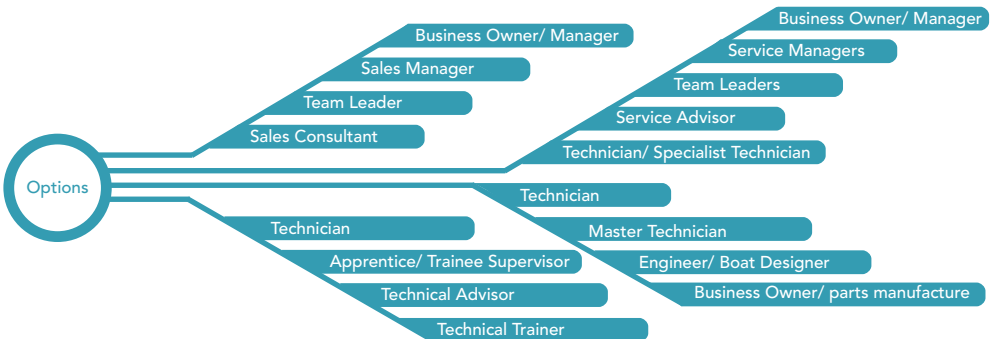 Options
Business Owner/ Manager
Sales Manager
Team Leader
Sales Consultant
Business Owner/ Manager
Service Managers
Team Leaders
Service Advisor
Technician/ Specialist Technician
Technician
Master Technician
Engineer/ Boat Designer
Business Owner/ parts manufacture
Technician
Apprentice/ Trainee Supervisor
Technical Advisor
Technical Trainer